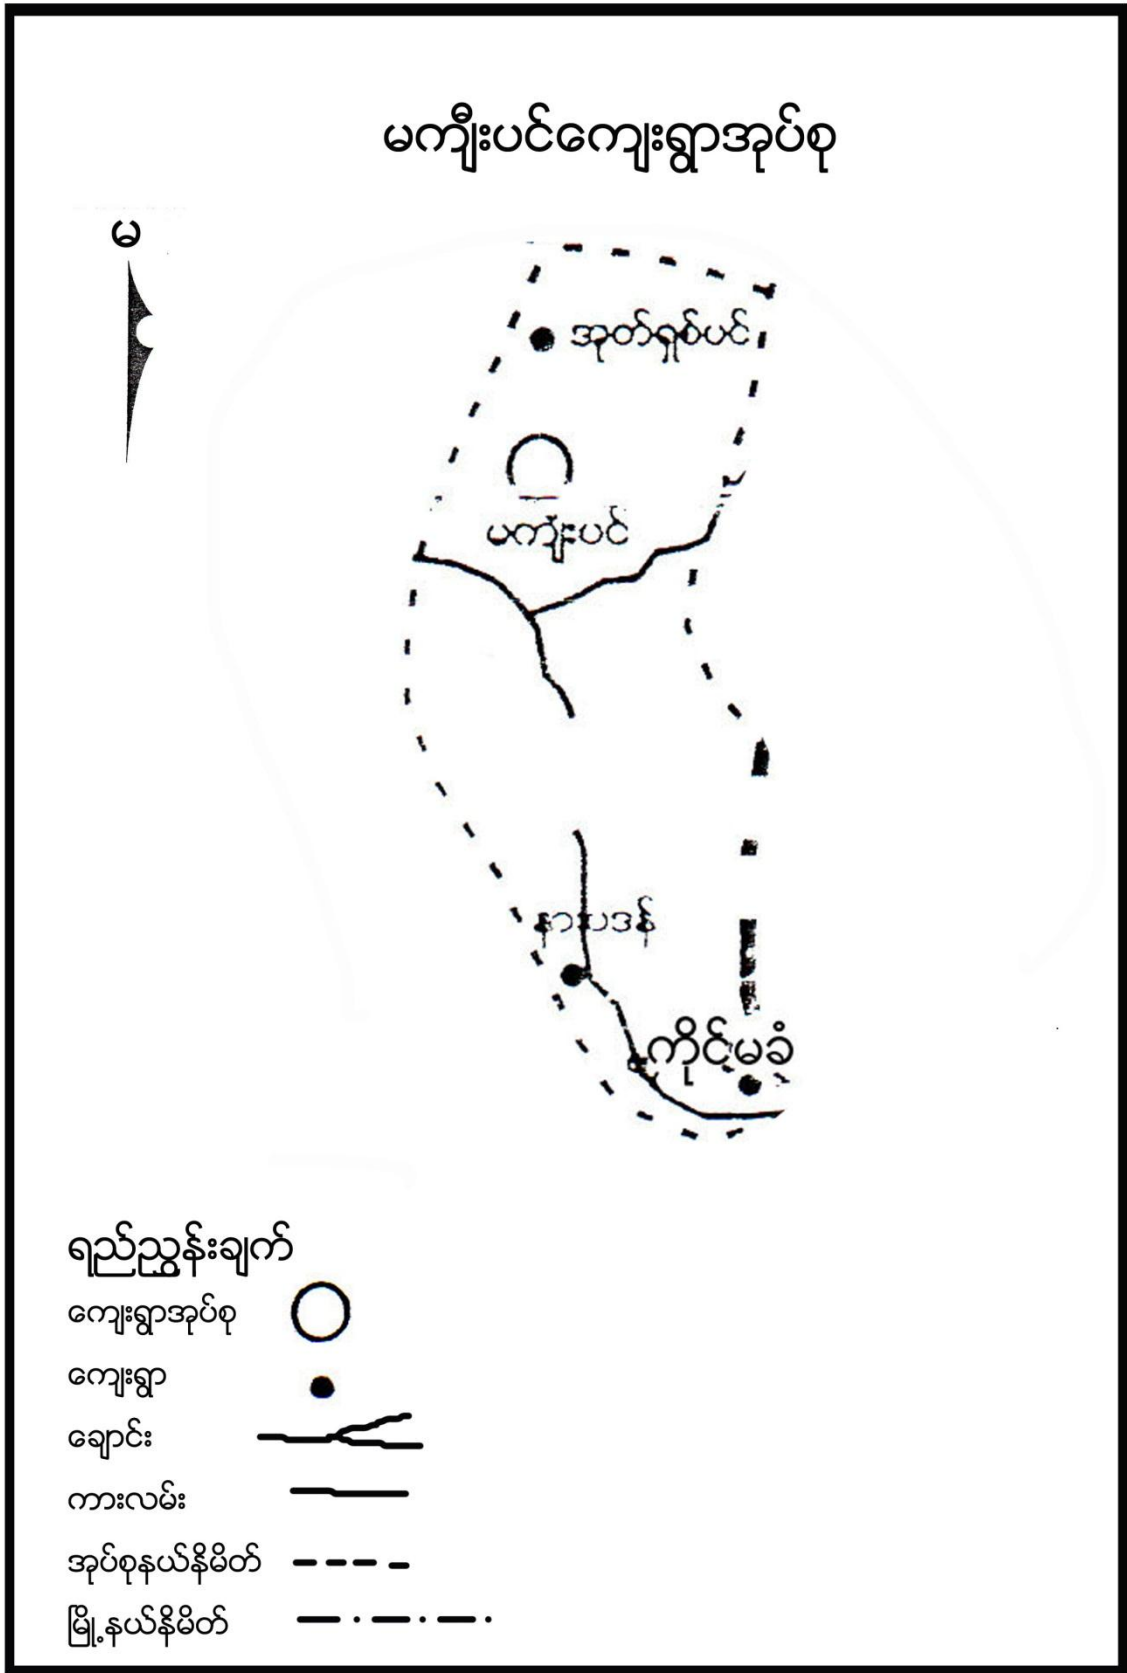 မကျီးပင်ကျေးရွာအုပ်စု
မ
အုတ်ရှစ်ပင်
မကျီးပင်
ကိုင်းမခံ
ရည်ညွှန်းချက်
ကျေးရွာအုပ်စု
ကျေးရွာ
ချောင်း
ကားလမ်း
အုပ်စုနယ်နိမိတ်
မြို့နယ်နိမိတ်